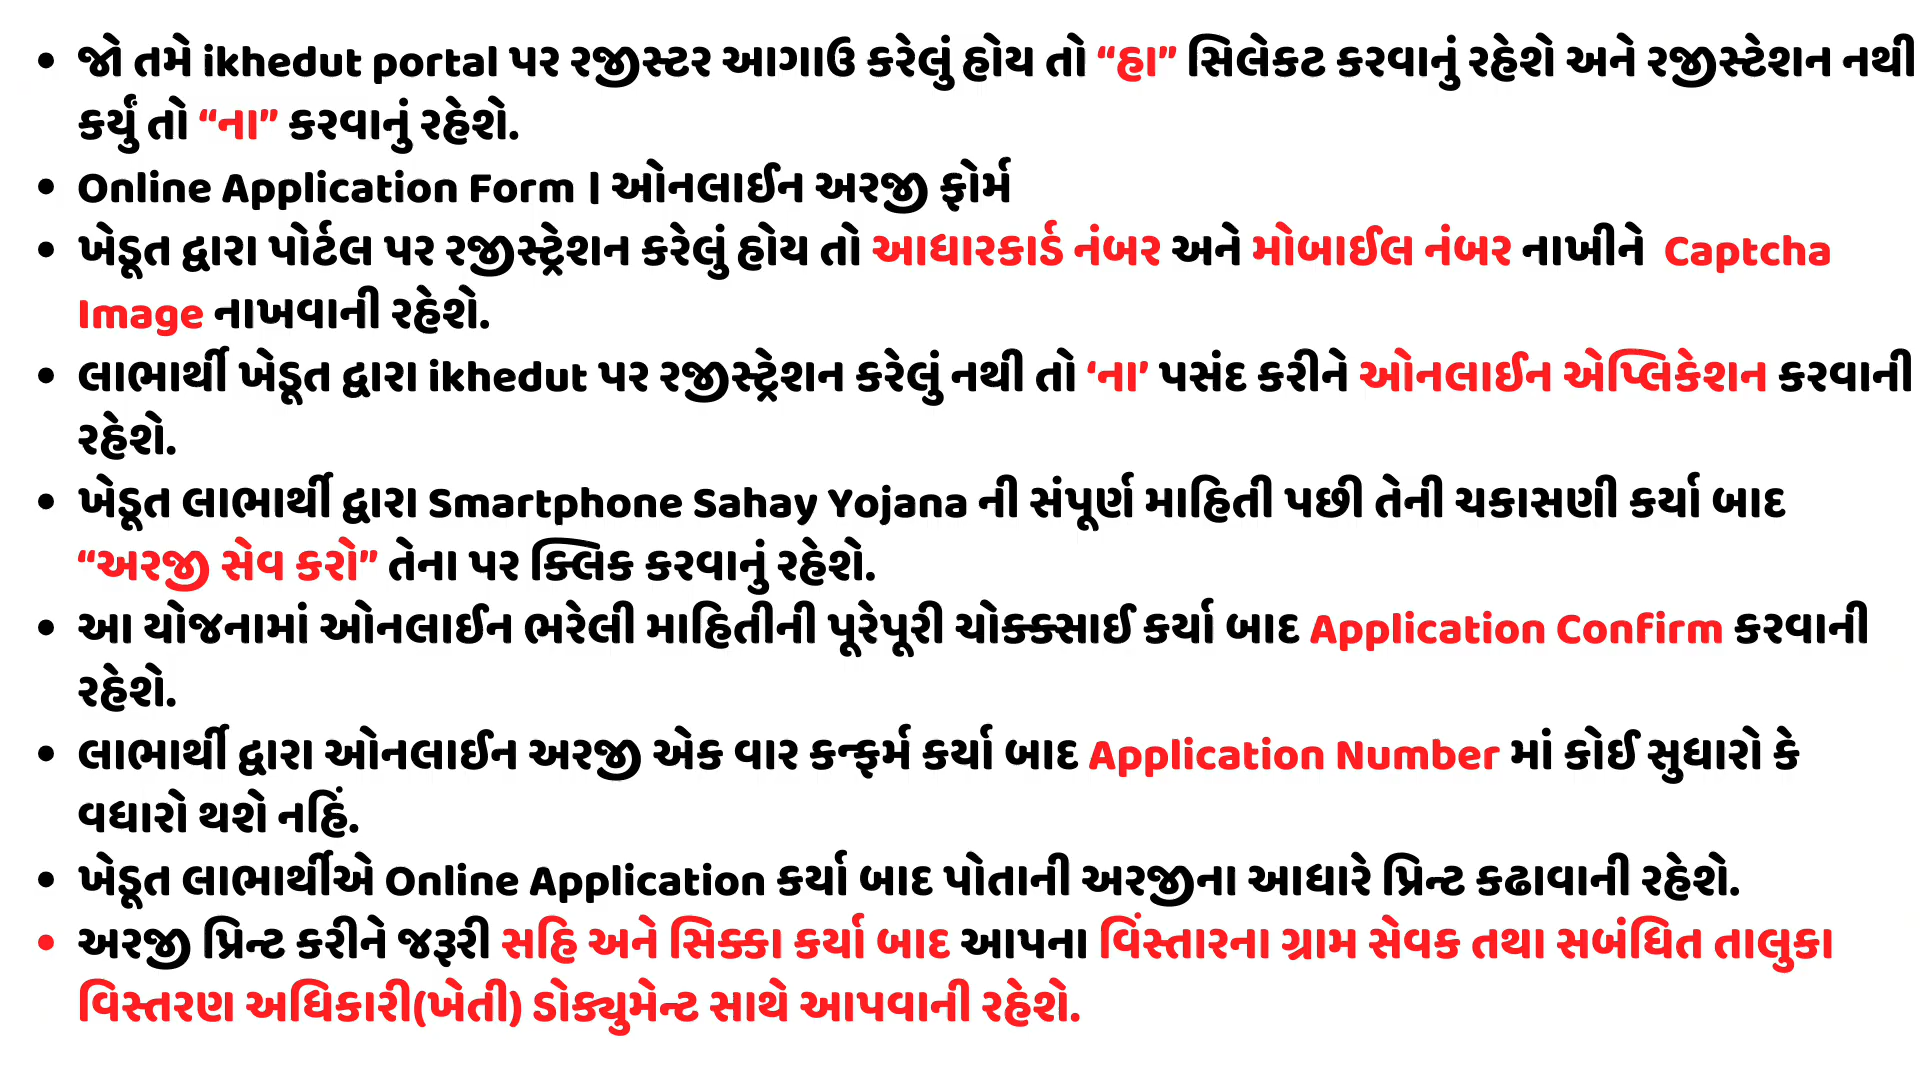 • જો તમે ikhedut portal પર રજીસ્ટર આગાઉ કરેલું હોય તો “હા” સિલેકટ કરવાનું રહેશે અને રજીસ્ટેશન નથી
કર્યું તો “ના” કરવાનું રહેશે.
• Online Application Form | ઓનલાઈન અરજી ફોર્મ
• ખેડૂત દ્વારા પોર્ટલ પર રજીસ્ટ્રેશન કરેલું હોય તો આધારકાર્ડ નંબર અને મોબાઈલ નંબર નાખીને Captcha
Image નાખવાની રહેશે.
• લાભાર્થી ખેડૂત દ્વારા ikhedut પર રજીસ્ટ્રેશન કરેલું નથી તો ‘ના’ પસંદ કરીને ઓનલાઈન એપ્લિકેશન કરવાની
રહેશે.
• ખેડૂત લાભાર્થી દ્વારા Smartphone Sahay Yojana ની સંપૂર્ણ માહિતી પછી તેની ચકાસણી કર્યા બાદ
“અરજી સેવ કરો” તેના પર ક્લિક કરવાનું રહેશે.
• આ યોજનામાં ઓનલાઈન ભરેલી માહિતીની પૂરેપૂરી ચોક્ક્સાઈ કર્યા બાદ Application Confirm કરવાની
રહેશે.
• લાભાર્થી દ્વારા ઓનલાઈન અરજી એક વાર કન્ફર્મ કર્યા બાદ Application Number માં કોઈ સુધારો કે
વધારો થશે નહિં.
• ખેડૂત લાભાર્થીએ Online Application કર્યા બાદ પોતાની અરજીના આધારે પ્રિન્ટ કઢાવાની રહેશે.
• અરજી પ્રિન્ટ કરીને જરૂરી સહિ અને સિક્કા કર્યા બાદ આપના વિંસ્તારના ગ્રામ સેવક તથા સબંધિત તાલુકા
વિસ્તરણ અધિકારી(ખેતી) ડોક્યુમેન્ટ સાથે આપવાની રહેશે.